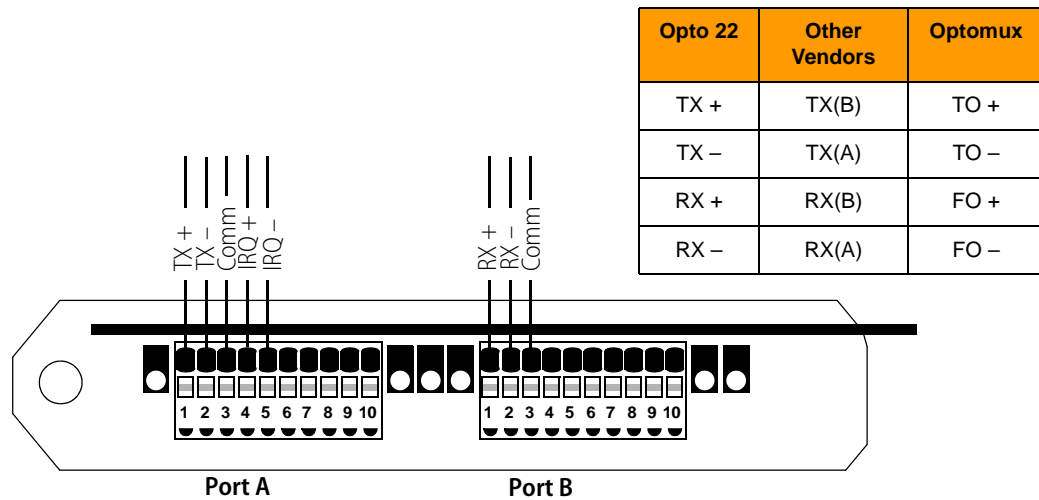 Opto 22 Other Vendors Optomux
TX + TX(B) TO +
TX – TX(A) TO –
RX + RX(B) FO +
RX – RX(A) FO –
TX +
TX –
Comm
IRQ +
IRQ –
RX +
RX –
Comm
1 2 3 4 5 6 7 8 9 10
1 2 3 4 5 6 7 8 9 10
Port A
Port B